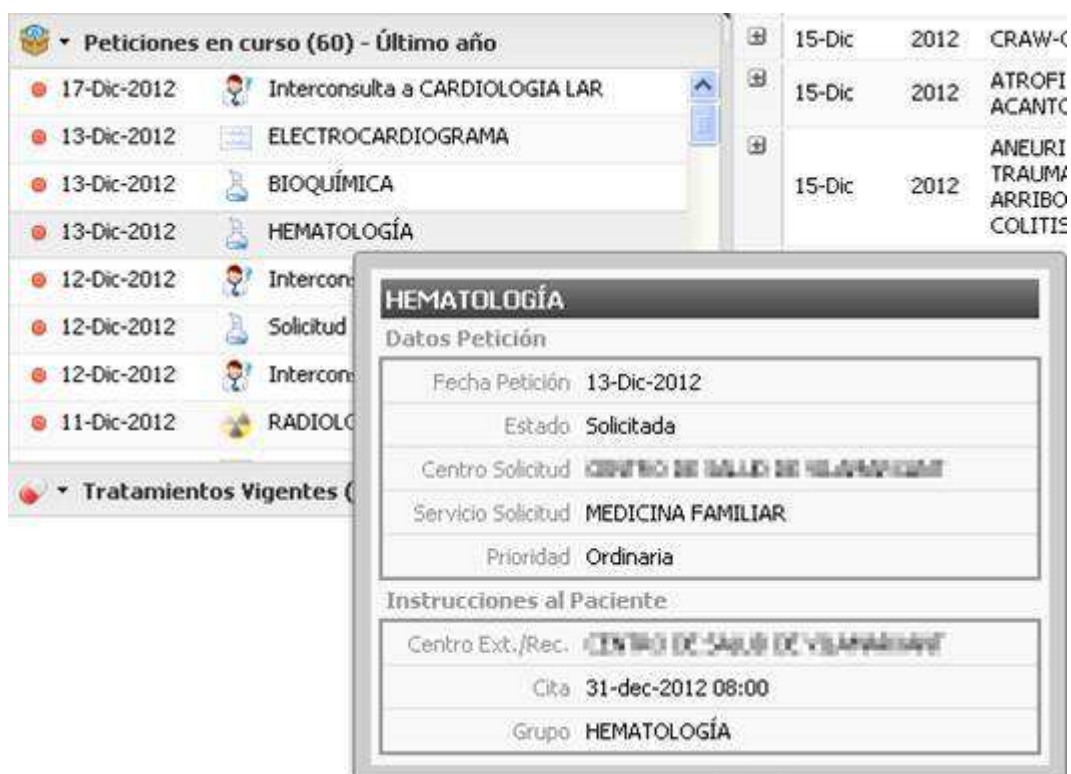 Peticiones en curso (60) - Último año
17-Dic-2012 Interconsulta a CARDIOLOGIA LAR
13-Dic-2012 ELECTROCARDIOGRAMA
13-Dic-2012 BIOQUÍMICA
13-Dic-2012 HEMATOLOGÍA
12-Dic-2012 Intercons
12-Dic-2012 Solicitud
12-Dic-2012 Intercons
11-Dic-2012 RADIOLO
Tratamientos Vigentes (
15-Dic 2012 CRAW-C
15-Dic 2012 ATROFI
ACANTO
15-Dic 2012 ANEURI
TRAUMA
ARRIBO
COLITIS
HEMATOLOGÍA
Datos Petición
Fecha Petición 13-Dic-2012
Estado Solicitada
Centro Solicitud
Servicio Solicitud MEDICINA FAMILIAR
Prioridad Ordinaria
Instrucciones al Paciente
Centro Ext./Rec.
Cita 31-dec-2012 08:00
Grupo HEMATOLOGÍA